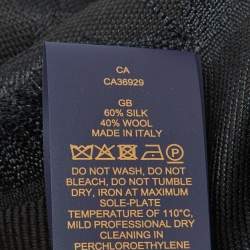 CA
CA36929
GB
60% SILK
40% WOOL
MADE IN ITALY
DO NOT WASH, DO NOT
BLEACH, DO NOT TUMBLE
DRY, IRON AT MAXIMUM
SOLE-PLATE
TEMPERATURE OF 110°C,
MILD PROFESSIONAL DRY
CLEANING IN
PERCHLOROETHYLENE